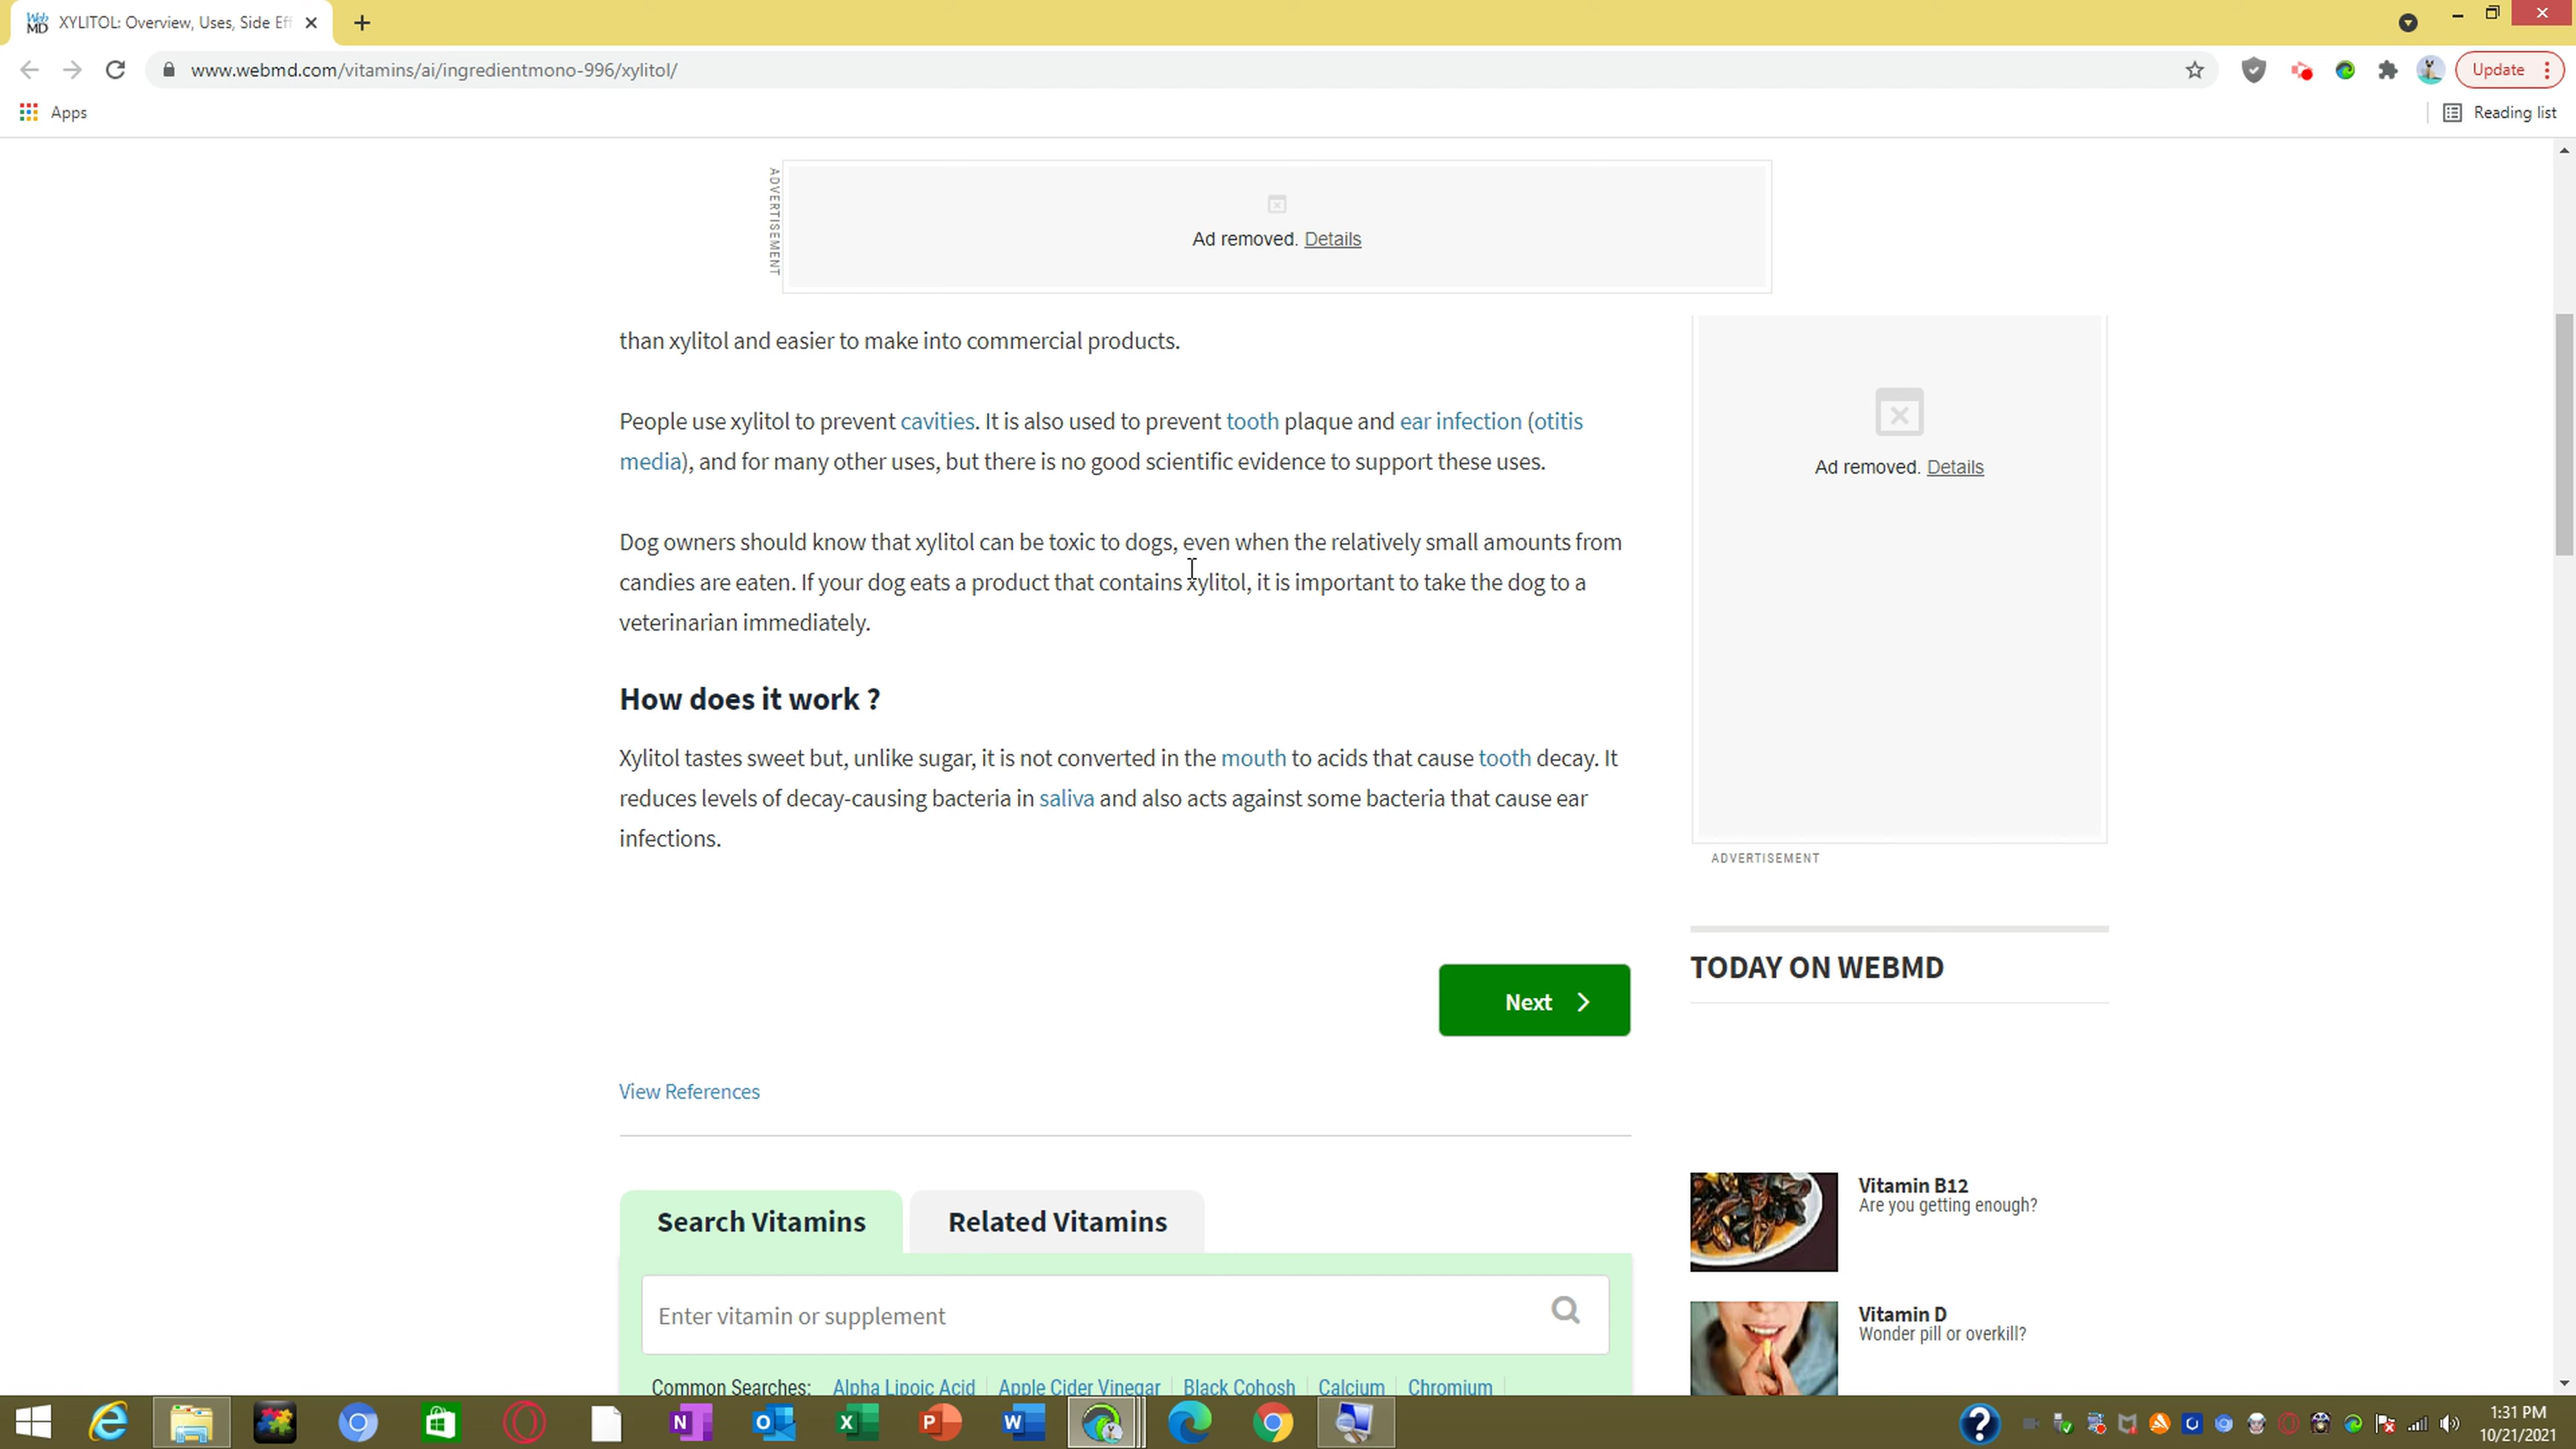 Web
MD
XYLITOL: Overview, Uses, Side Eff
www.webmd.com/vitamins/ai/ingredientmono-996/xylitol/
Update
Apps
Reading list
ADVERTISEMENT
Ad removed. Details
than xylitol and easier to make into commercial products.
People use xylitol to prevent cavities. It is also used to prevent tooth plaque and ear infection (otitis
media), and for many other uses, but there is no good scientific evidence to support these uses.
Ad removed. Details
Dog owners should know that xylitol can be toxic to dogs, even when the relatively small amounts from
candies are eaten. If your dog eats a product that contains xylitol, it is important to take the dog to a
veterinarian immediately.
How does it work ?
Xylitol tastes sweet but, unlike sugar, it is not converted in the mouth to acids that cause tooth decay. It
reduces levels of decay-causing bacteria in saliva and also acts against some bacteria that cause ear
infections.
ADVERTISEMENT
TODAY ON WEBMD
Next
View References
Vitamin B12
Are you getting enough?
Search Vitamins
Related Vitamins
Enter vitamin or supplement
Vitamin D
Wonder pill or overkill?
Common Searches: Alpha Lipoic Acid Apple Cider Vinegar Black Cohosh Calcium Chromium
1:31 PM
10/21/2021